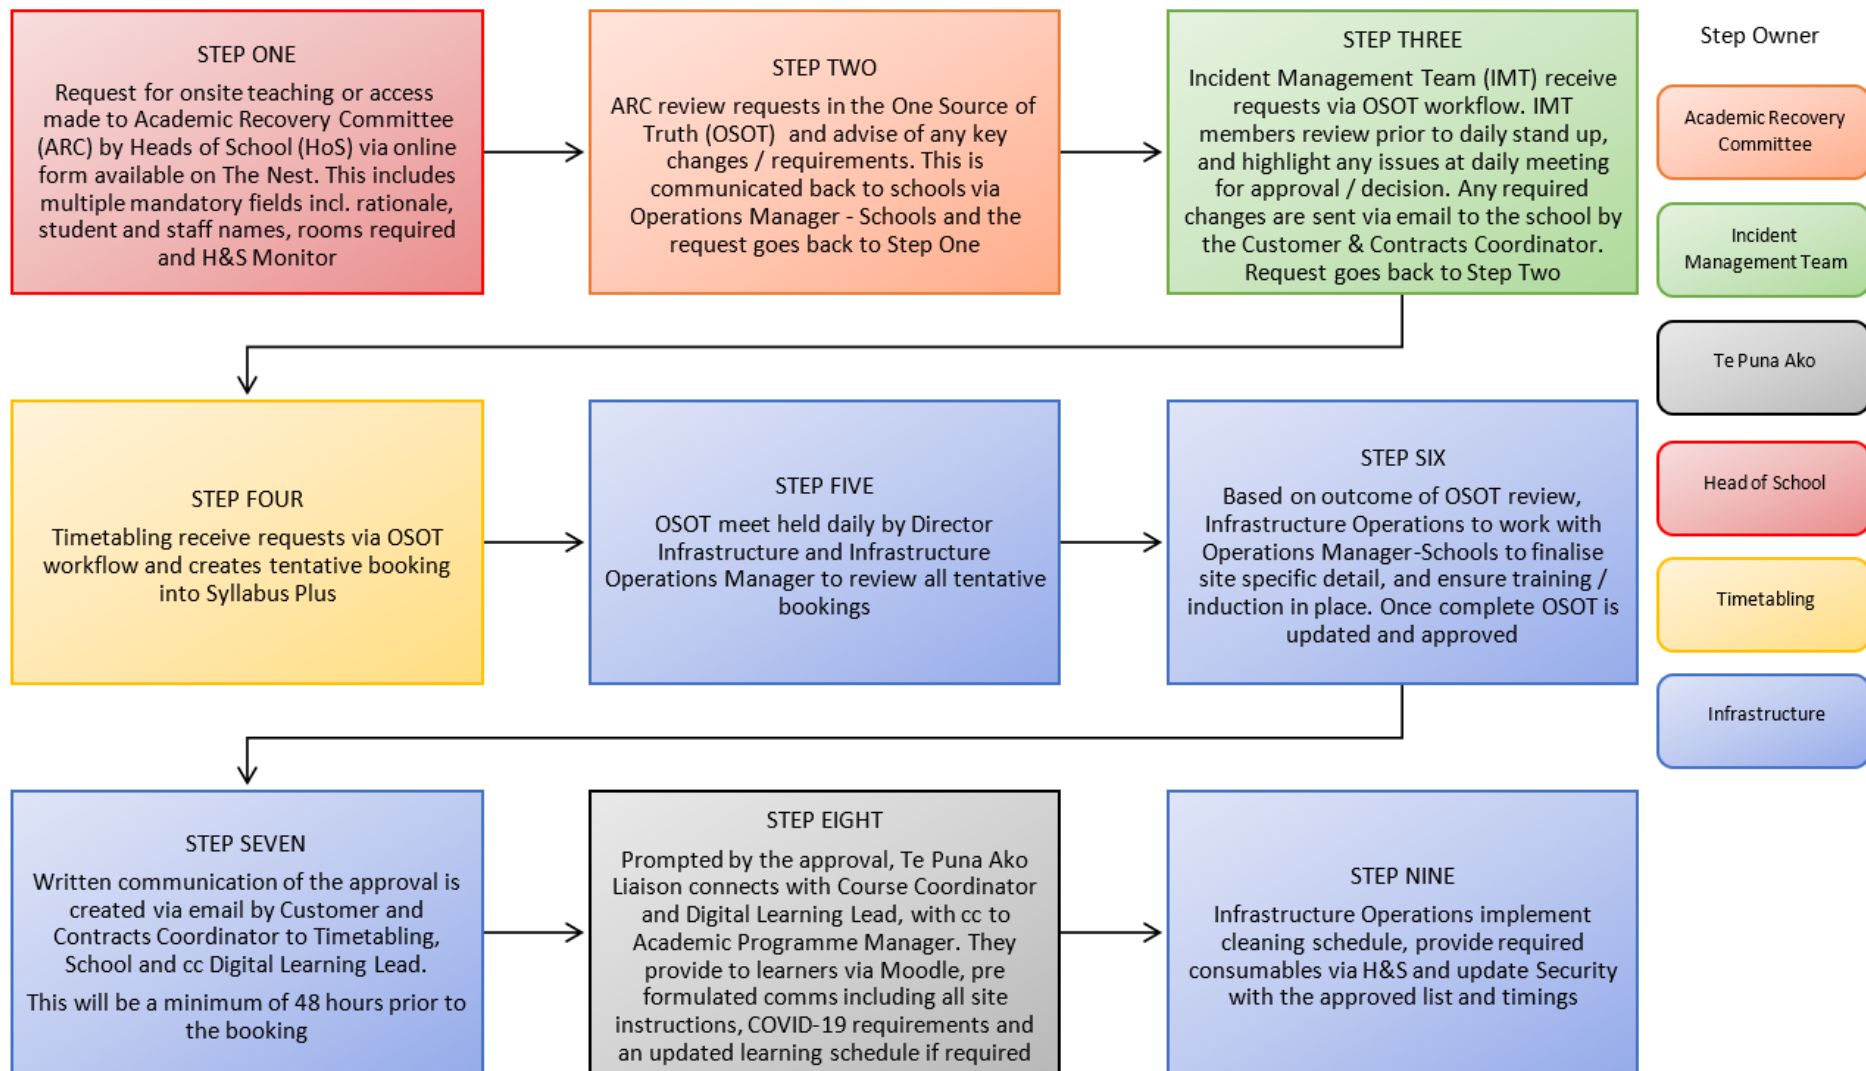 STEP ONE
Request for onsite teaching or access
made to Academic Recovery Committee
(ARC) by Heads of School (HoS) via online
form available on The Nest. This includes
multiple mandatory fields incl. rationale,
student and staff names, rooms required
and H&S Monitor
STEP TWO
ARC review requests in the One Source of
Truth (OSOT) and advise of any key
changes / requirements. This is
communicated back to schools via
Operations Manager - Schools and the
request goes back to Step One
STEP THREE
Incident Management Team (IMT) receive
requests via OSOT workflow. IMT
members review prior to daily stand up,
and highlight any issues at daily meeting
for approval / decision. Any required
changes are sent via email to the school by
the Customer & Contracts Coordinator.
Request goes back to Step Two
STEP FOUR
Timetabling receive requests via OSOT
workflow and creates tentative booking
into Syllabus Plus
STEP FIVE
OSOT meet held daily by Director
Infrastructure and Infrastructure
Operations Manager to review all tentative
bookings
STEP SIX
Based on outcome of OSOT review,
Infrastructure Operations to work with
Operations Manager-Schools to finalise
site specific detail, and ensure training /
induction in place. Once complete OSOT is
updated and approved
STEP SEVEN
Written communication of the approval is
created via email by Customer and
Contracts Coordinator to Timetabling,
School and cc Digital Learning Lead.
This will be a minimum of 48 hours prior to
the booking
STEP EIGHT
Prompted by the approval, Te Puna Ako
Liaison connects with Course Coordinator
and Digital Learning Lead, with cc to
Academic Programme Manager. They
provide to learners via Moodle, pre
formulated comms including all site
instructions, COVID-19 requirements and
an updated learning schedule if required
STEP NINE
Infrastructure Operations implement
cleaning schedule, provide required
consumables via H&S and update Security
with the approved list and timings
Step Owner
Academic Recovery
Committee
Incident
Management Team
Te Puna Ako
Head of School
Timetabling
Infrastructure